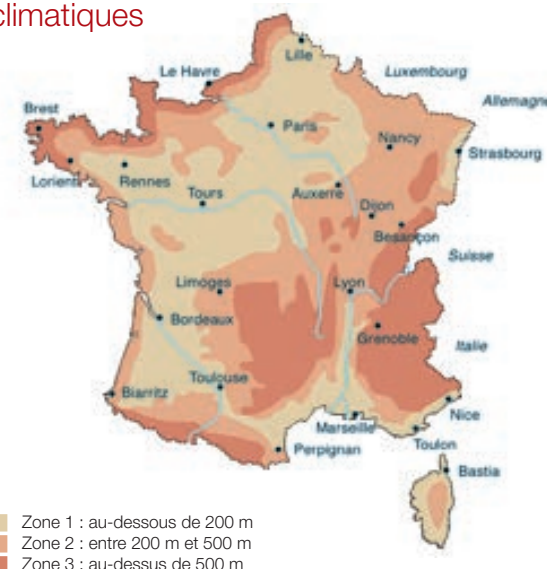 climatiques
Lille
Le Havre
Luxembourg
Brest
Allemagne
Paris
Nancy
Strasbourg
Lorient
Rennes
Tours
Auxerre
Dijon
Besançon
Suisse
Limoges
Lyon
Bordeaux
Grenoble
Italie
Toulouse
Biarritz
Nice
Marseille
Toulon
Perpignan
Bastia
Zone 1 : au-dessous de 200 m
Zone 2 : entre 200 m et 500 m
Zone 3 : au-dessus de 500 m